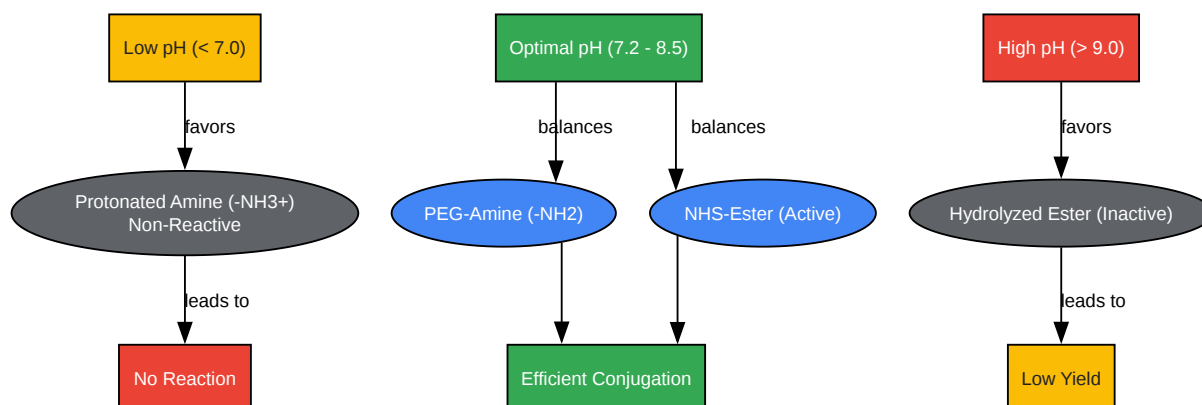 Low pH (< 7.0)
Optimal pH (7.2 - 8.5)
High pH (> 9.0)
favors
balances
balances
favors
Protonated Amine (-NH3+)
Non-Reactive
PEG-Amine (-NH2)
NHS-Ester (Active)
Hydrolyzed Ester (Inactive)
leads to
leads to
No Reaction
Efficient Conjugation
Low Yield